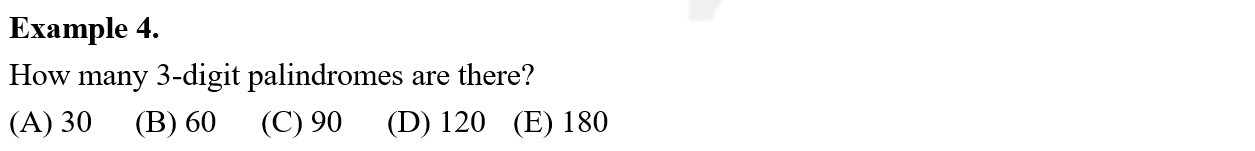 Example 4.
How many 3-digit palindromes are there?
(A) 30 (B) 60 (C) 90 (D) 120 (E) 180